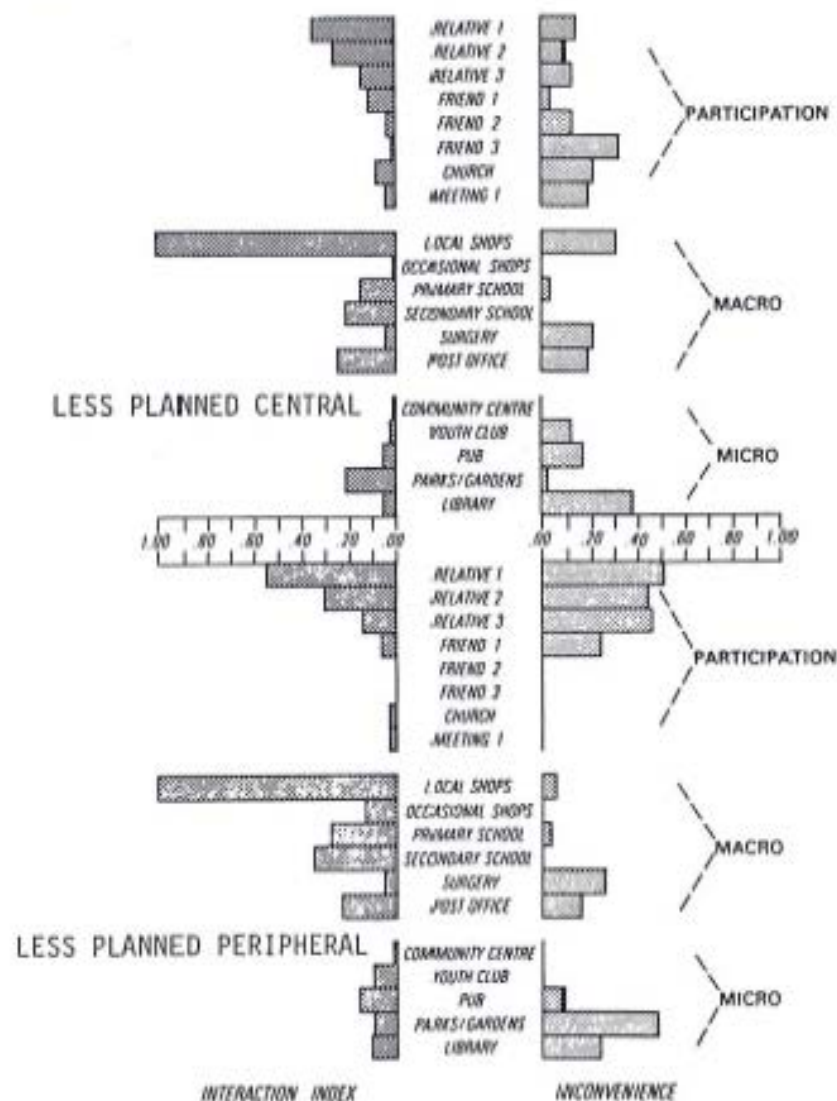 RELATIVE 1
RELATIVE 2
RELATIVE 3
FRIEND 1
FRIEND 2
FRIEND 3
CHURCH
MEETING 1
PARTICIPATION
LOCAL SHOPS
OCCASIONAL SHOPS
PRIMARY SCHOOL
SECONDARY SCHOOL
SURGERY
POST OFFICE
MACRO
LESS PLANNED CENTRAL
COMMUNITY CENTRE
YOUTH CLUB
PUB
PARKS/GARDENS
LIBRARY
MICRO
1.00 .80 .60 .40 .20 .00 .00 .20 .40 .60 .80 1.00
RELATIVE 1
RELATIVE 2
RELATIVE 3
FRIEND 1
FRIEND 2
FRIEND 3
CHURCH
MEETING 1
PARTICIPATION
LOCAL SHOPS
OCCASIONAL SHOPS
PRIMARY SCHOOL
SECONDARY SCHOOL
SURGERY
POST OFFICE
MACRO
LESS PLANNED PERIPHERAL
COMMUNITY CENTRE
YOUTH CLUB
PUB
PARKS/GARDENS
LIBRARY
MICRO
INTERACTION INDEX INCONVENIENCE